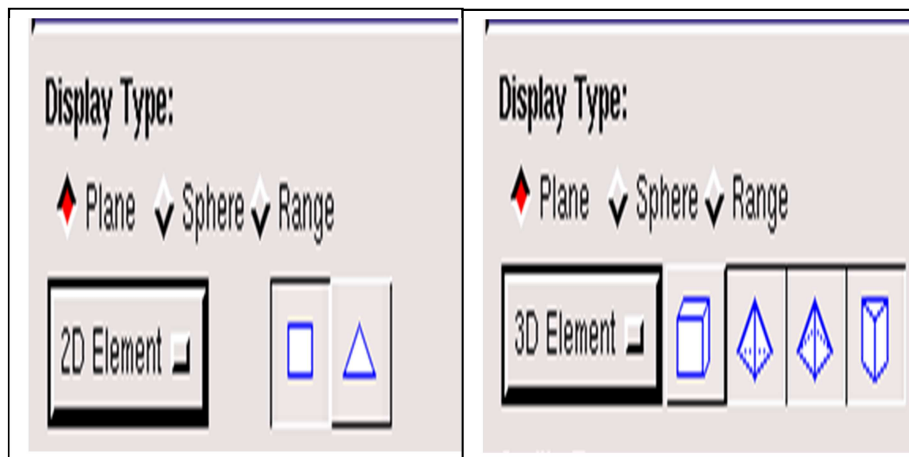 Display Type:
Plane Sphere Range
2D Element
Display Type:
Plane Sphere Range
3D Element